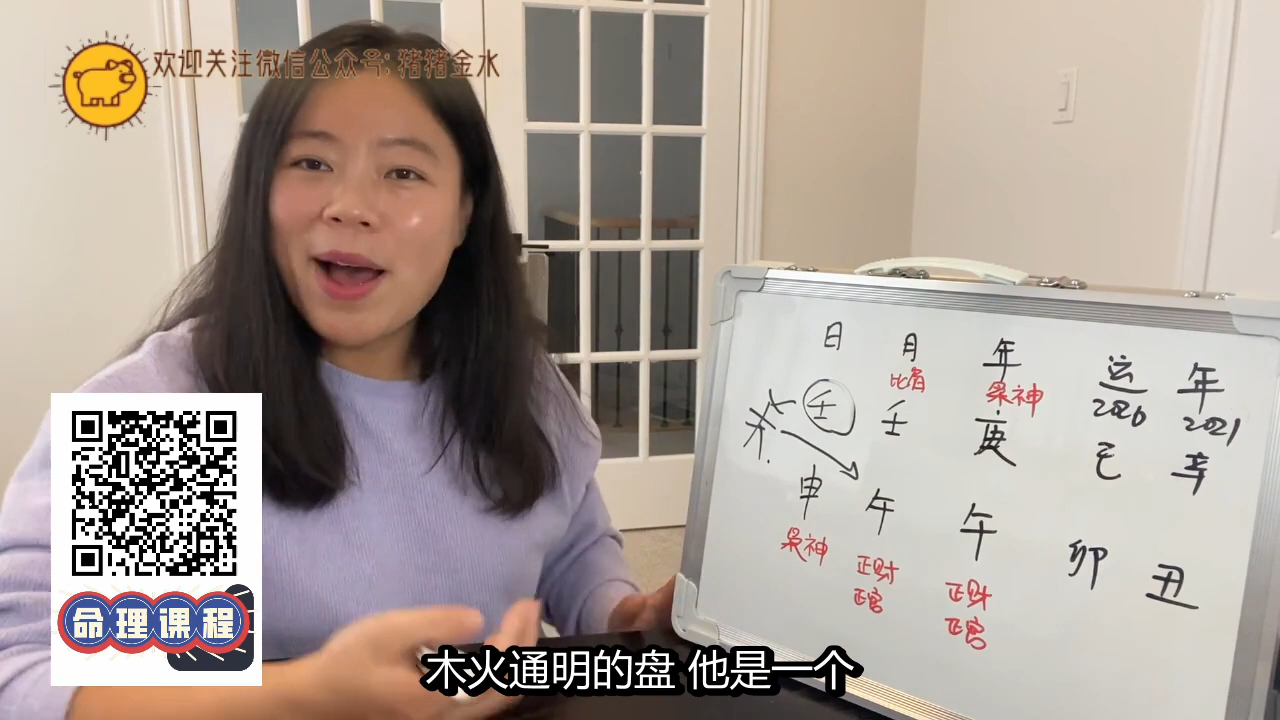 欢迎关注微信公众号:猪猪金水
日 月 年 运 年
比肩 枭神 2020 2021
木 壬 壬 庚 己 辛
申 午 午 卯 丑
枭神 正财 正财
正官 正官
命理课程
木火通明的盘 他是一个